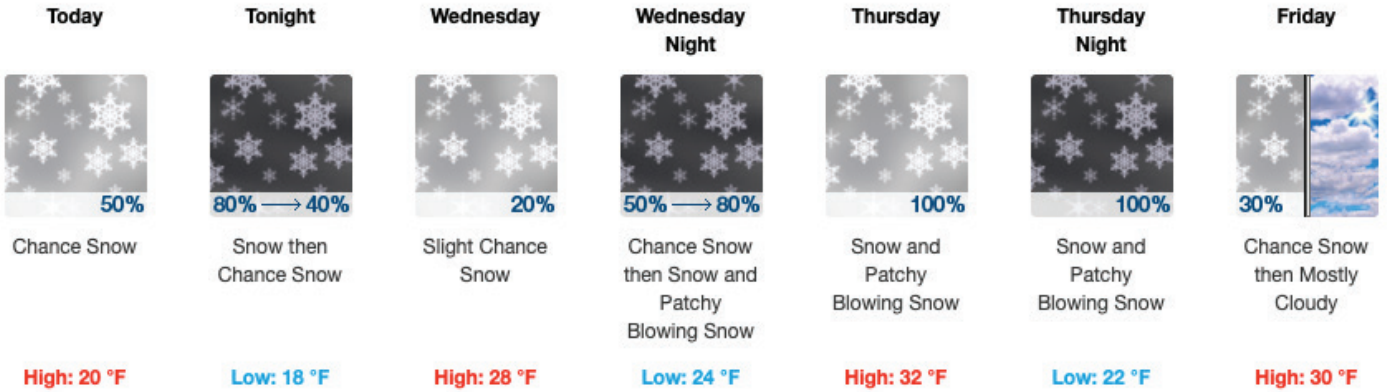 Today
50%
Chance Snow
High: 20 °F
Tonight
80% → 40%
Snow then
Chance Snow
Low: 18 °F
Wednesday
20%
Slight Chance
Snow
High: 28 °F
Wednesday
Night
50% → 80%
Chance Snow
then Snow and
Patchy
Blowing Snow
Low: 24 °F
Thursday
100%
Snow and
Patchy
Blowing Snow
High: 32 °F
Thursday
Night
100%
Snow and
Patchy
Blowing Snow
Low: 22 °F
Friday
30%
Chance Snow
then Mostly
Cloudy
High: 30 °F